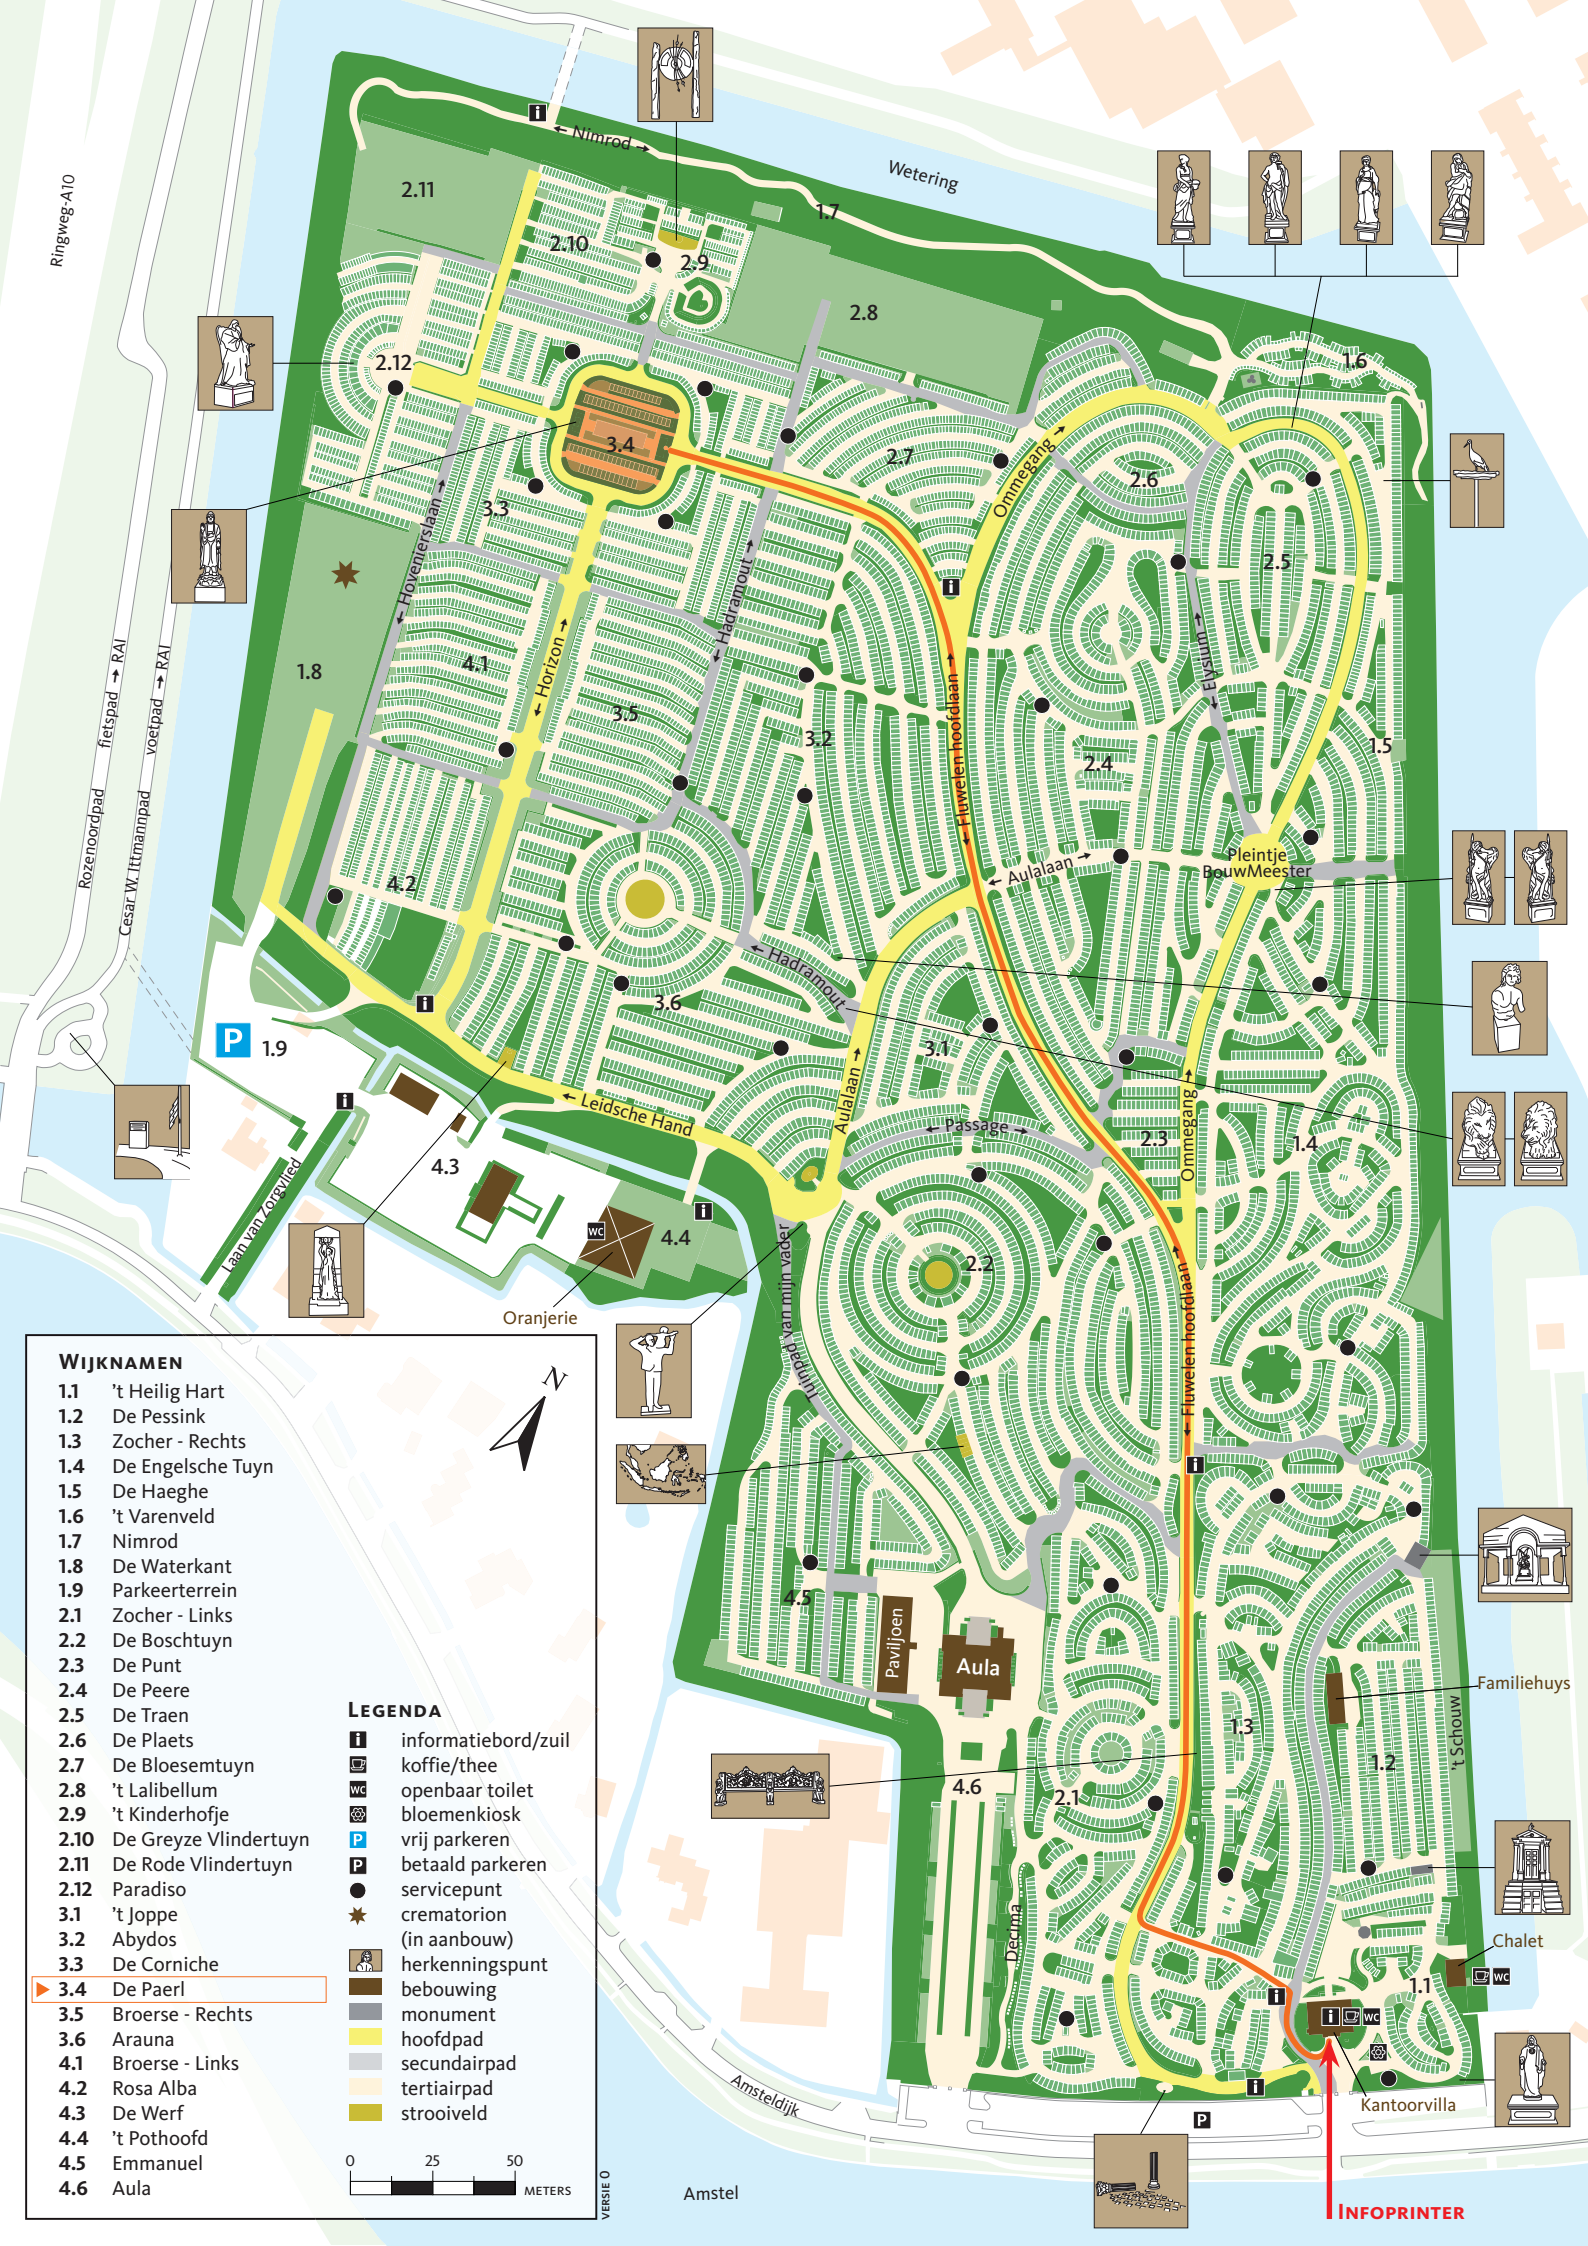 Ringweg-A10
Nimrod
Wetering
2.11
1.7
2.10
2.9
2.8
2.12
1.6
3.4
2.7
Ommegang
2.6
3.3
Hovenierslaan
Hadramout
2.5
fietspad → RAI
voetpad → RAI
1.8
4.1
Horizon
Elysium
3.5
Fluwelen hoofdlaan
3.2
1.5
2.4
Rozenoordpad
Cesar W. Ittmannpad
Pleintje
BouwMeester
Aulalaan
4.2
Hadramout
3.6
P 1.9
3.1
Aulalaan
Leidsche Hand
Passage
2.3
Ommegang
1.4
4.3
Laan van Zorgvlied
WC
4.4
Tuinpad van mijn vader
2.2
Oranjerie
Fluwelen hoofdlaan
4.5
Paviljoen
Aula
Familiehuys
1.3
't Schouw
1.2
4.6
2.1
Decima
Chalet
WC
1.1
WC
Kantoorvilla
P
Amsteldijk
Amstel
Infoprinter
Wijknamen
1.1 't Heilig Hart
1.2 De Pessink
1.3 Zocher - Rechts
1.4 De Engelsche Tuyn
1.5 De Haeghe
1.6 't Varenveld
1.7 Nimrod
1.8 De Waterkant
1.9 Parkeerterrein
2.1 Zocher - Links
2.2 De Boschtuyn
2.3 De Punt
2.4 De Peere
2.5 De Traen
2.6 De Plaets
2.7 De Bloesemtuyn
2.8 't Lalibellum
2.9 't Kinderhofje
2.10 De Greyze Vlindertuyn
2.11 De Rode Vlindertuyn
2.12 Paradiso
3.1 't Joppe
3.2 Abydos
3.3 De Corniche
3.4 De Paerl
3.5 Broerse - Rechts
3.6 Arauna
4.1 Broerse - Links
4.2 Rosa Alba
4.3 De Werf
4.4 't Pothoofd
4.5 Emmanuel
4.6 Aula
N
Legenda
i informatiebord/zuil
koffie/thee
WC openbaar toilet
bloemenkiosk
P vrij parkeren
P betaald parkeren
servicepunt
crematorion
(in aanbouw)
herkenningspunt
bebouwing
monument
hoofdpad
secundairpad
tertiairpad
strooiveld
0 25 50
meters
versie 0